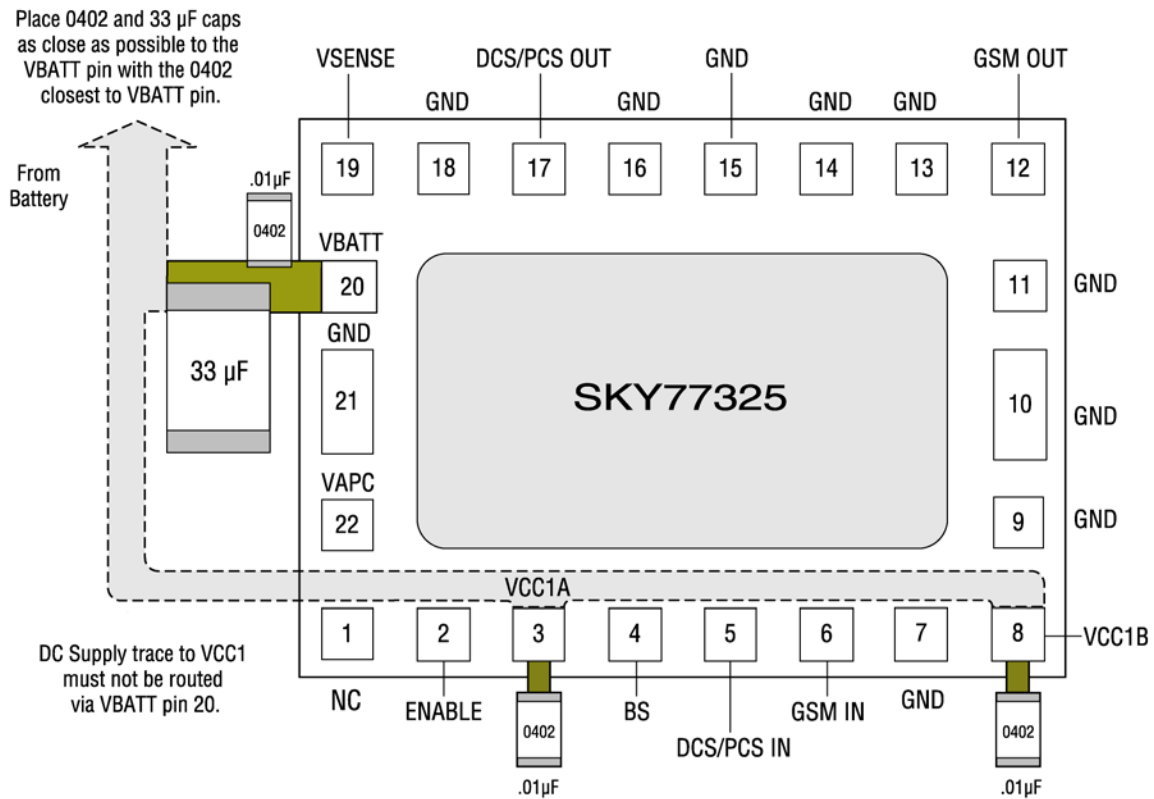 Place 0402 and 33 µF caps
as close as possible to the
VBATT pin with the 0402
closest to VBATT pin.
VSENSE
DCS/PCS OUT
GND
GSM OUT
GND
GND
GND
GND
From
Battery
19
18
17
16
15
14
13
12
.01µF
0402
VBATT
20
11
GND
GND
33 µF
21
SKY77325
10
GND
VAPC
22
9
GND
VCC1A
1
2
3
4
5
6
7
8
VCC1B
DC Supply trace to VCC1
must not be routed
via VBATT pin 20.
NC
ENABLE
BS
GSM IN
GND
DCS/PCS IN
0402
0402
.01µF
.01µF